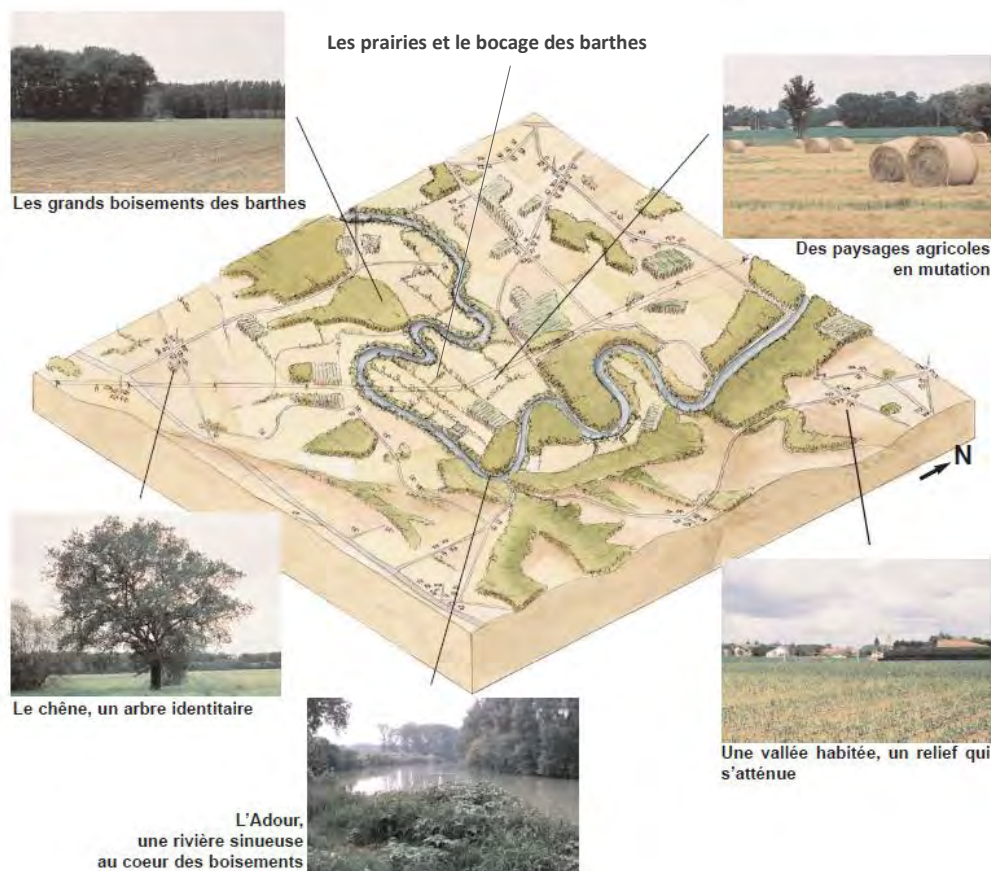 Les prairies et le bocage des barthes
Les grands boisements des barthes
Des paysages agricoles
en mutation
N
Le chêne, un arbre identitaire
Une vallée habitée, un relief qui
s'atténue
L'Adour,
une rivière sinueuse
au coeur des boisements